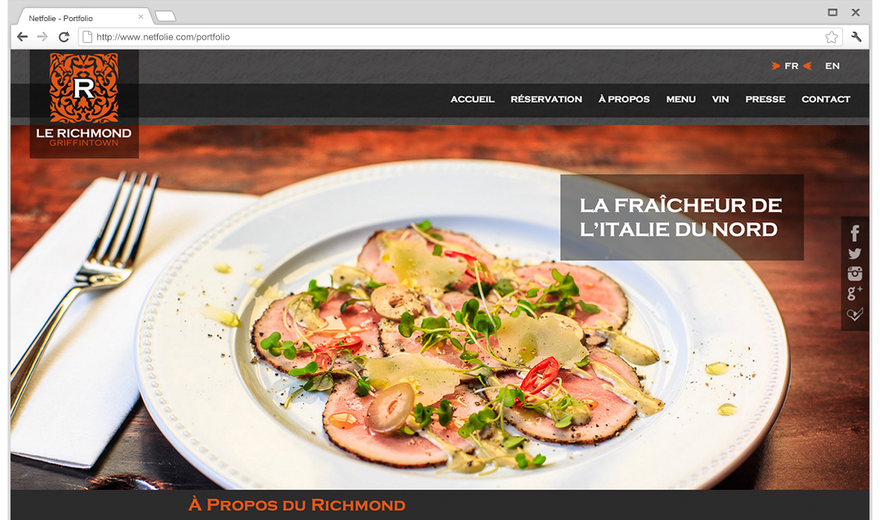 Netfolie - Portfolio
http://www.netfolie.com/portfolio
FR EN
R
LE RICHMOND
GRIFFINTOWN
ACCUEIL RÉSERVATION À PROPOS MENU VIN PRESSE CONTACT
LA FRAÎCHEUR DE
L'ITALIE DU NORD
g+
À PROPOS DU RICHMOND